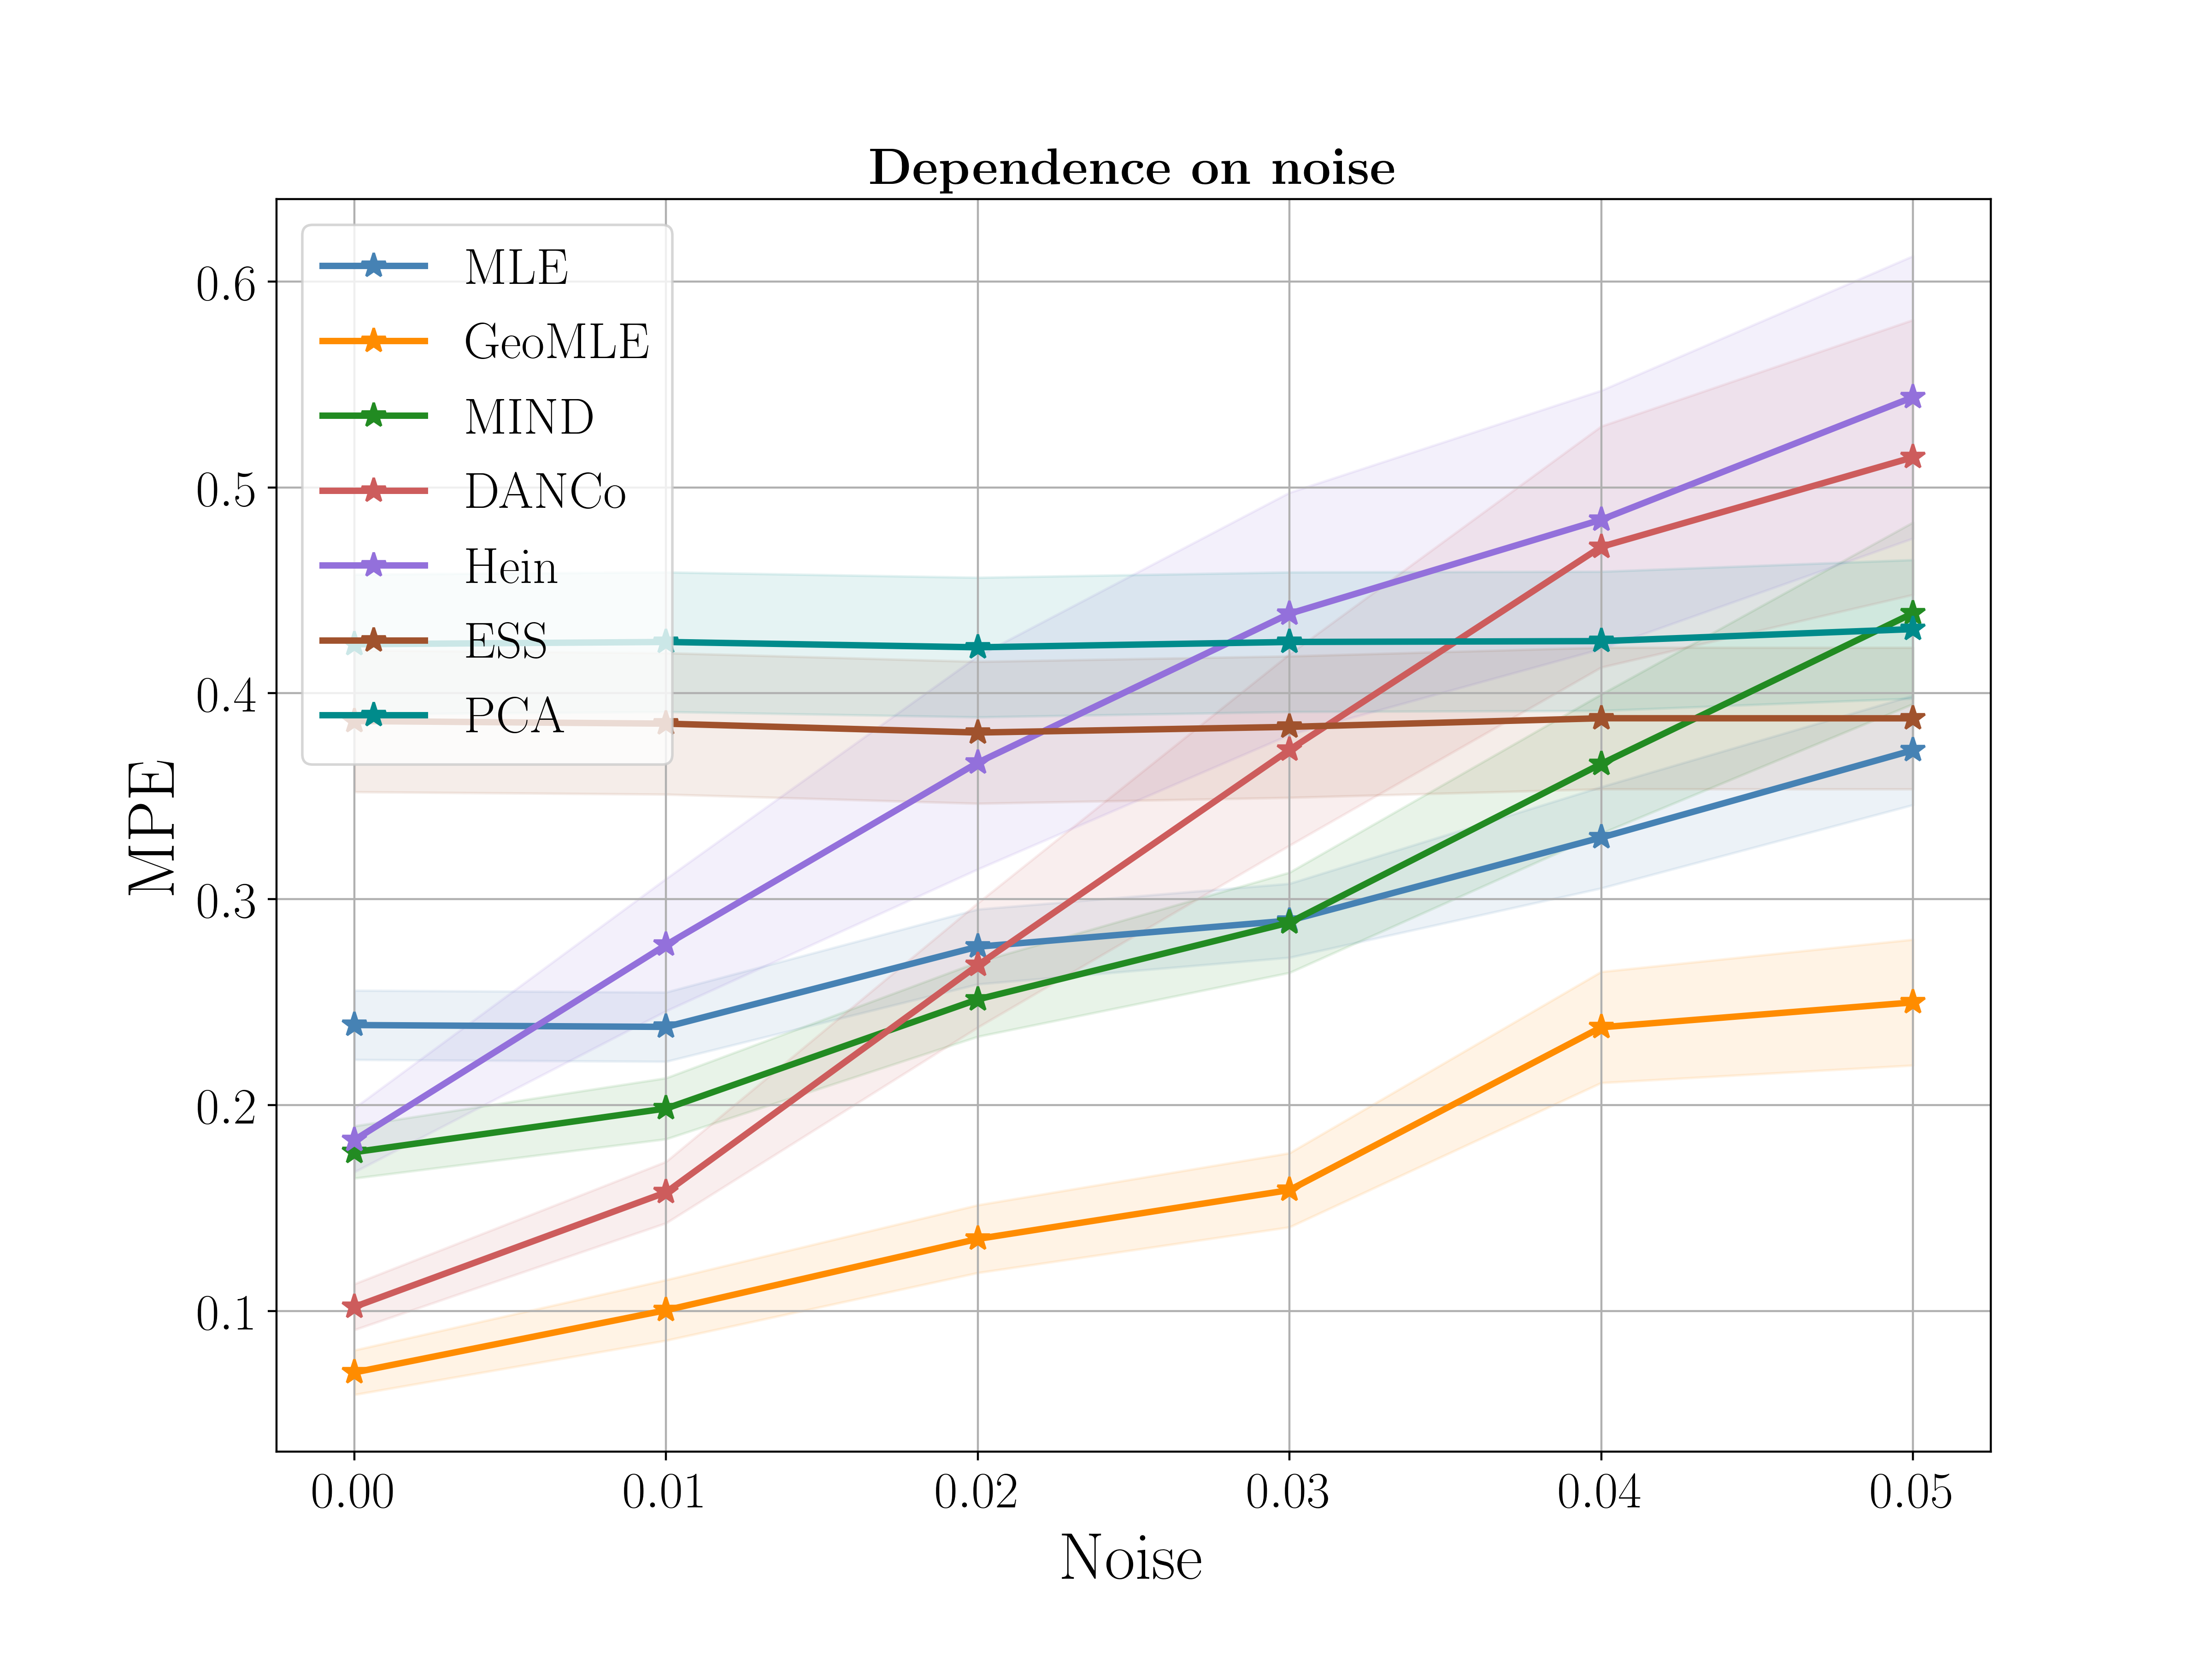 Dependence on noise
MLE
GeoMLE
MIND
DANCo
Hein
ESS
PCA
MPE
0.6
0.5
0.4
0.3
0.2
0.1
0.00 0.01 0.02 0.03 0.04 0.05
Noise